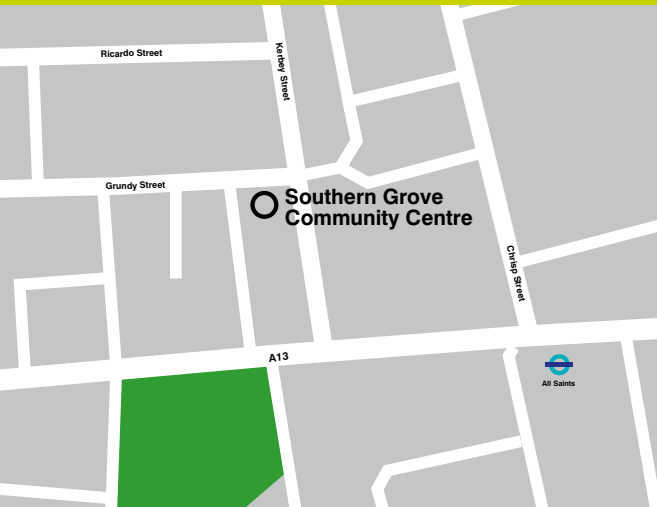 Ricardo Street
Kerbey Street
Grundy Street
Southern Grove
Community Centre
Chrisp Street
A13
All Saints